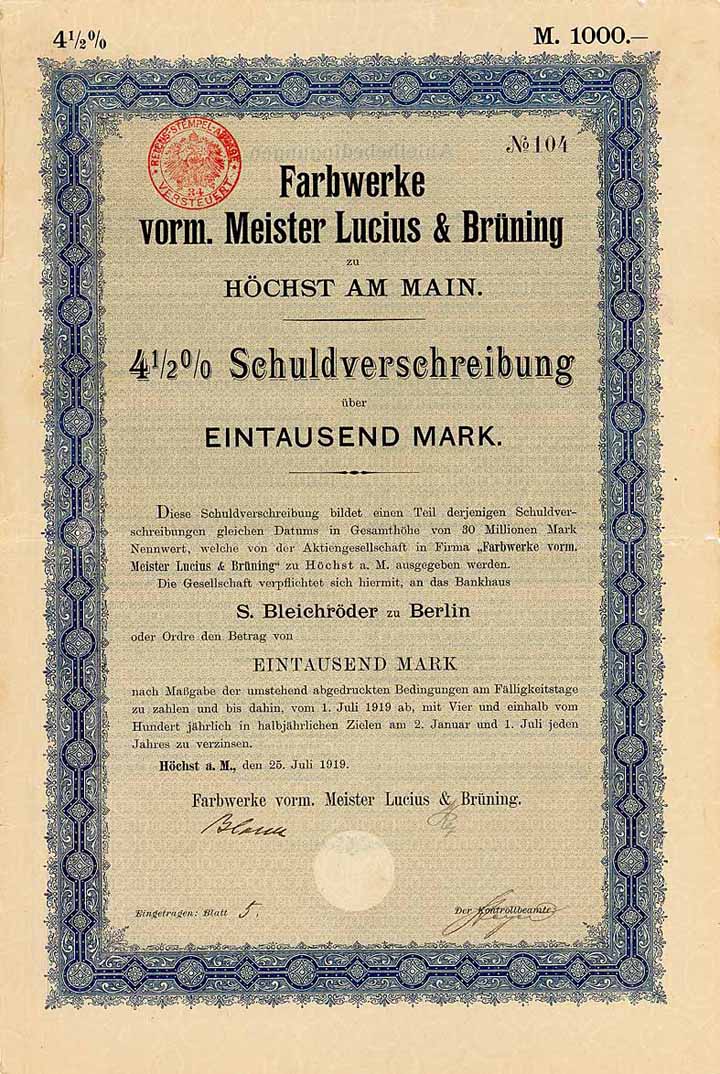 4½%
M. 1000.—
REICHS-STEMPEL-ABGABE
34
VERSTEUERT
№ 104
Farbwerke
vorm. Meister Lucius & Brüning
zu
HÖCHST AM MAIN.
4½% Schuldverschreibung
über
EINTAUSEND MARK.
Diese Schuldverschreibung bildet einen Teil derjenigen Schuldver-
schreibungen gleichen Datums in Gesamthöhe von 30 Millionen Mark
Nennwert, welche von der Aktiengesellschaft in Firma „Farbwerke vorm.
Meister Lucius & Brüning“ zu Höchst a. M. ausgegeben werden.
Die Gesellschaft verpflichtet sich hiermit, an das Bankhaus
S. Bleichröder zu Berlin
oder Ordre den Betrag von
EINTAUSEND MARK
nach Maßgabe der umstehend abgedruckten Bedingungen am Fälligkeitstage
zu zahlen und bis dahin, vom 1. Juli 1919 ab, mit Vier und einhalb vom
Hundert jährlich in halbjährlichen Zielen am 2. Januar und 1. Juli jeden
Jahres zu verzinsen.
Höchst a. M., den 25. Juli 1919.
Farbwerke vorm. Meister Lucius & Brüning.
Eingetragen: Blatt 5.
Der Kontrollbeamte